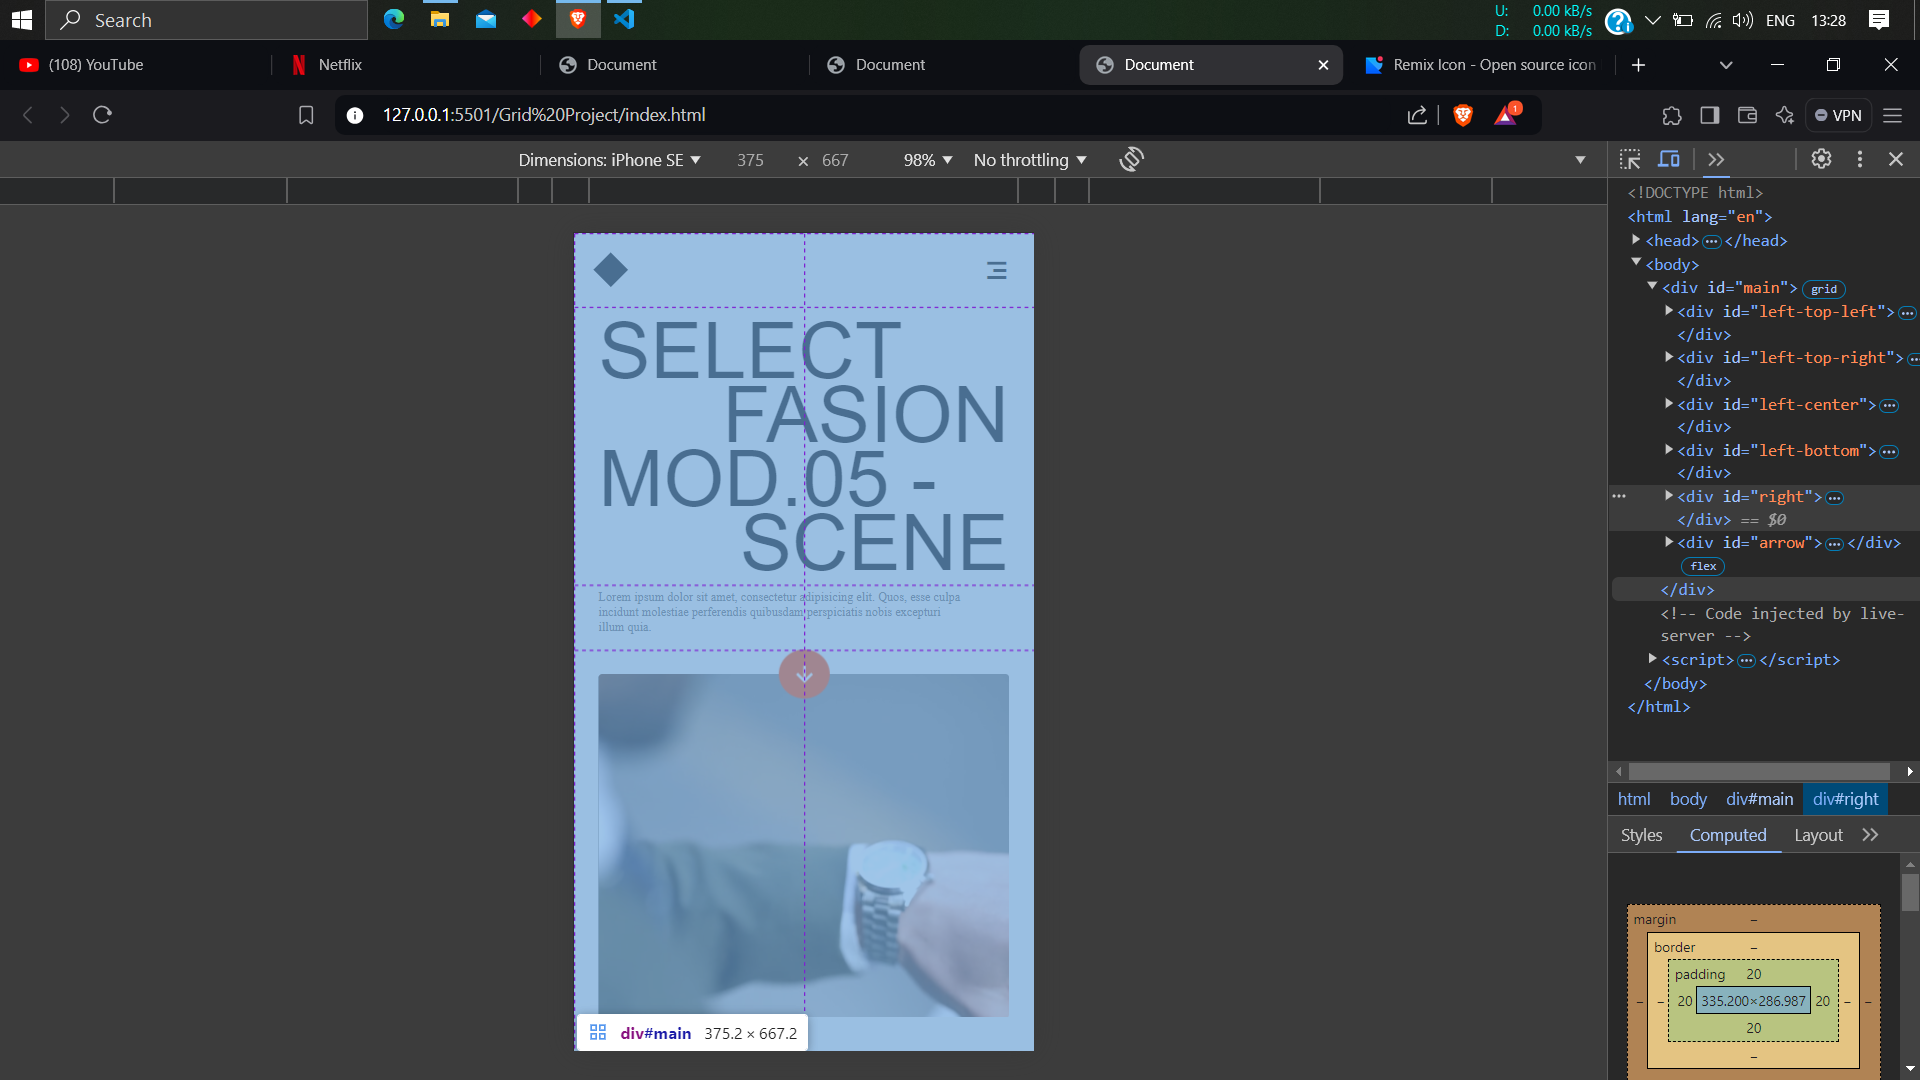 Search
U: 0.00 kB/s
D: 0.00 kB/s
ENG
13:28
(108) YouTube
Netflix
Document
Document
Document
Remix Icon - Open source icon
127.0.0.1:5501/Grid%20Project/index.html
1
VPN
Dimensions: iPhone SE
375 × 667
98%
No throttling
SELECT
FASION
MOD.05 -
SCENE
Lorem ipsum dolor sit amet, consectetur adipisicing elit. Quos, esse culpa
incidunt molestiae perferendis quibusdam perspiciatis nobis excepturi
illum quia.
div#main 375.2 × 667.2
<!DOCTYPE html>
<html lang="en">
<head>···</head>
<body>
<div id="main"> grid
<div id="left-top-left">···
</div>
<div id="left-top-right">···
</div>
<div id="left-center">···
</div>
<div id="left-bottom">···
</div>
··· <div id="right">···
</div> == $0
<div id="arrow">···</div>
flex
</div>
<!-- Code injected by live-
server -->
<script>···</script>
</body>
</html>
html body div#main div#right
Styles Computed Layout
margin –
border –
padding 20
– – 20 335.200×286.987 20 – –
20
–